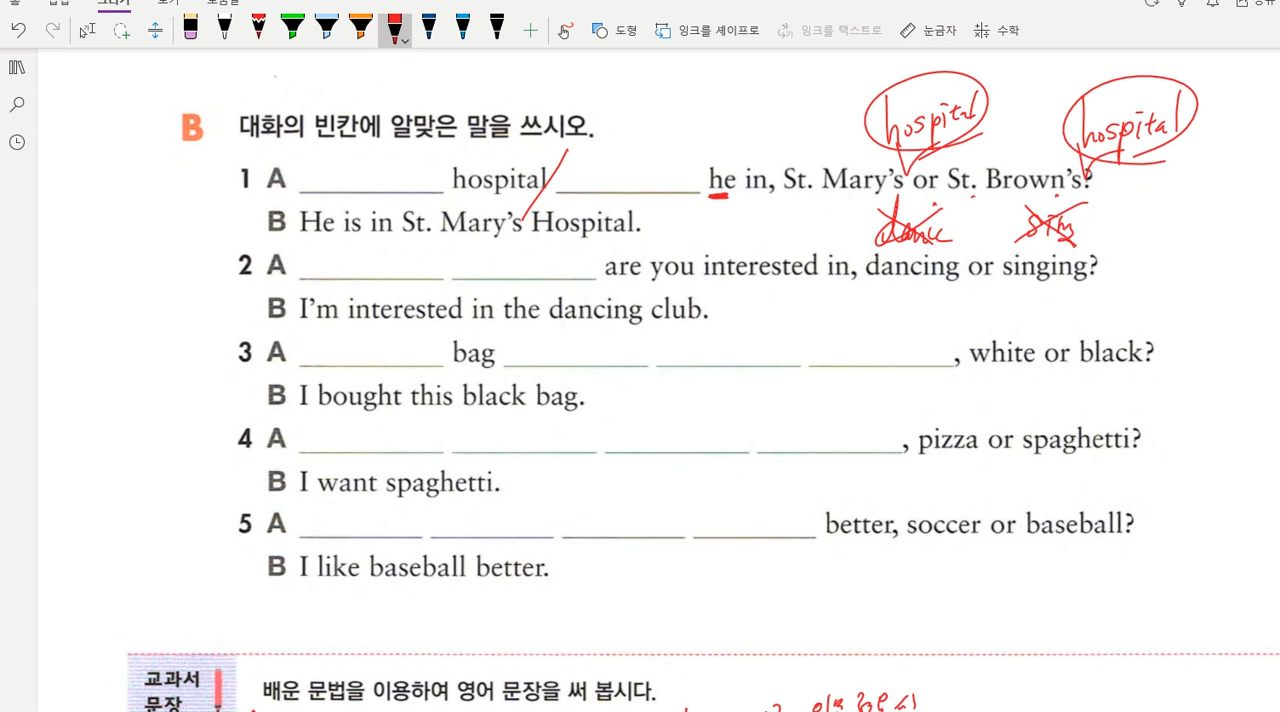 도형 잉크를 셰이프로 잉크를 텍스트로 눈금자 수학
hospital hospital
B 대화의 빈칸에 알맞은 말을 쓰시오.
1 A ________ hospital ________ he in, St. Mary's or St. Brown's?
B He is in St. Mary's Hospital.
2 A ________ ________ are you interested in, dancing or singing?
B I'm interested in the dancing club.
3 A ________ bag ________ ________ ________, white or black?
B I bought this black bag.
4 A ________ ________ ________ ________, pizza or spaghetti?
B I want spaghetti.
5 A ________ ________ ________ ________ better, soccer or baseball?
B I like baseball better.
교과서
문장
배운 문법을 이용하여 영어 문장을 써 봅시다.